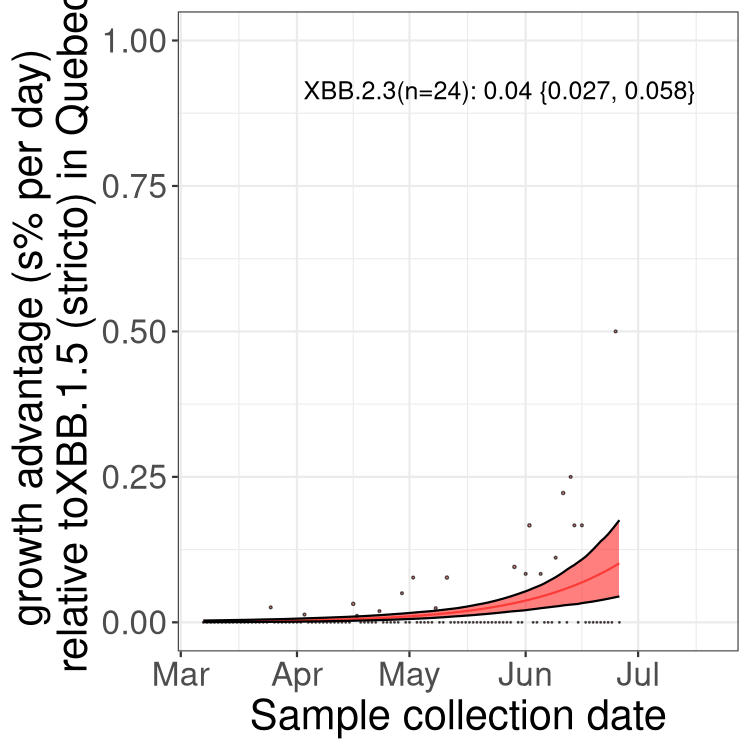 growth advantage (s% per day)
relative toXBB.1.5 (stricto) in Quebec
1.00
0.75
0.50
0.25
0.00
XBB.2.3(n=24): 0.04 {0.027, 0.058}
Mar Apr May Jun Jul
Sample collection date